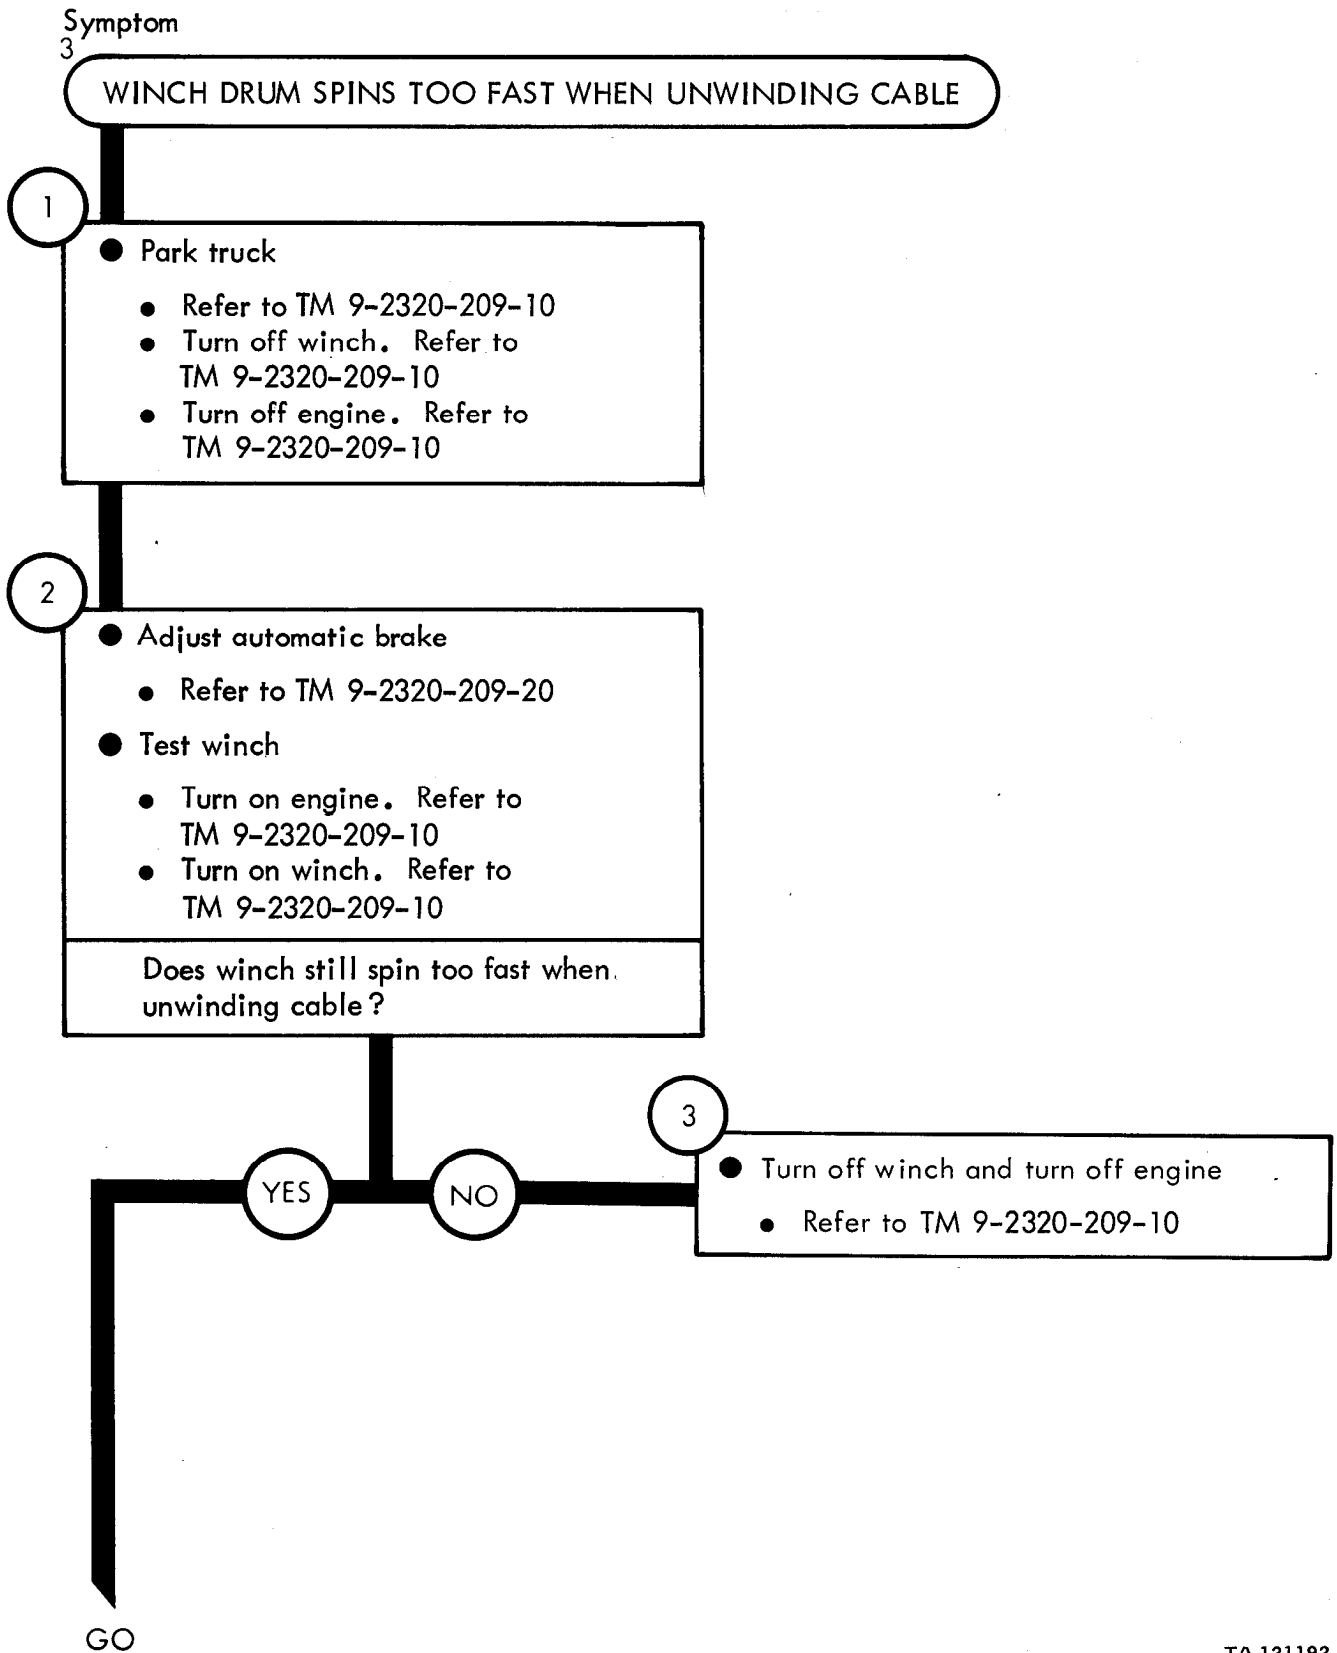 Symptom
3
WINCH DRUM SPINS TOO FAST WHEN UNWINDING CABLE
1
● Park truck
● Refer to TM 9-2320-209-10
● Turn off winch. Refer to
TM 9-2320-209-10
● Turn off engine. Refer to
TM 9-2320-209-10
2
● Adjust automatic brake
● Refer to TM 9-2320-209-20
● Test winch
● Turn on engine. Refer to
TM 9-2320-209-10
● Turn on winch. Refer to
TM 9-2320-209-10
Does winch still spin too fast when
unwinding cable?
3
● Turn off winch and turn off engine
● Refer to TM 9-2320-209-10
YES
NO
GO